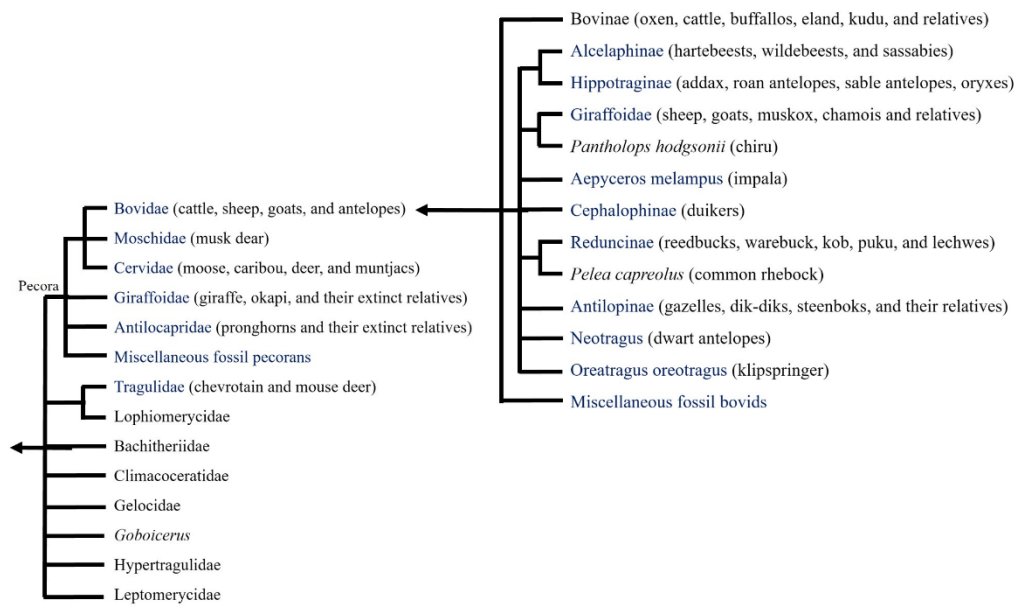 Pecora
Bovidae (cattle, sheep, goats, and antelopes)
Moschidae (musk dear)
Cervidae (moose, caribou, deer, and muntjacs)
Giraffoidae (giraffe, okapi, and their extinct relatives)
Antilocapridae (pronghorns and their extinct relatives)
Miscellaneous fossil pecorans
Tragulidae (chevrotain and mouse deer)
Lophiomerycidae
Bachitheriidae
Climacoceratidae
Gelocidae
Goboicerus
Hypertragulidae
Leptomerycidae
Bovinae (oxen, cattle, buffallos, eland, kudu, and relatives)
Alcelaphinae (hartebeests, wildebeests, and sassabies)
Hippotraginae (addax, roan antelopes, sable antelopes, oryxes)
Giraffoidae (sheep, goats, muskox, chamois and relatives)
Pantholops hodgsonii (chiru)
Aepyceros melampus (impala)
Cephalophinae (duikers)
Reduncinae (reedbucks, warebuck, kob, puku, and lechwes)
Pelea capreolus (common rhebock)
Antilopinae (gazelles, dik-diks, steenboks, and their relatives)
Neotragus (dwart antelopes)
Oreatragus oreotragus (klipspringer)
Miscellaneous fossil bovids